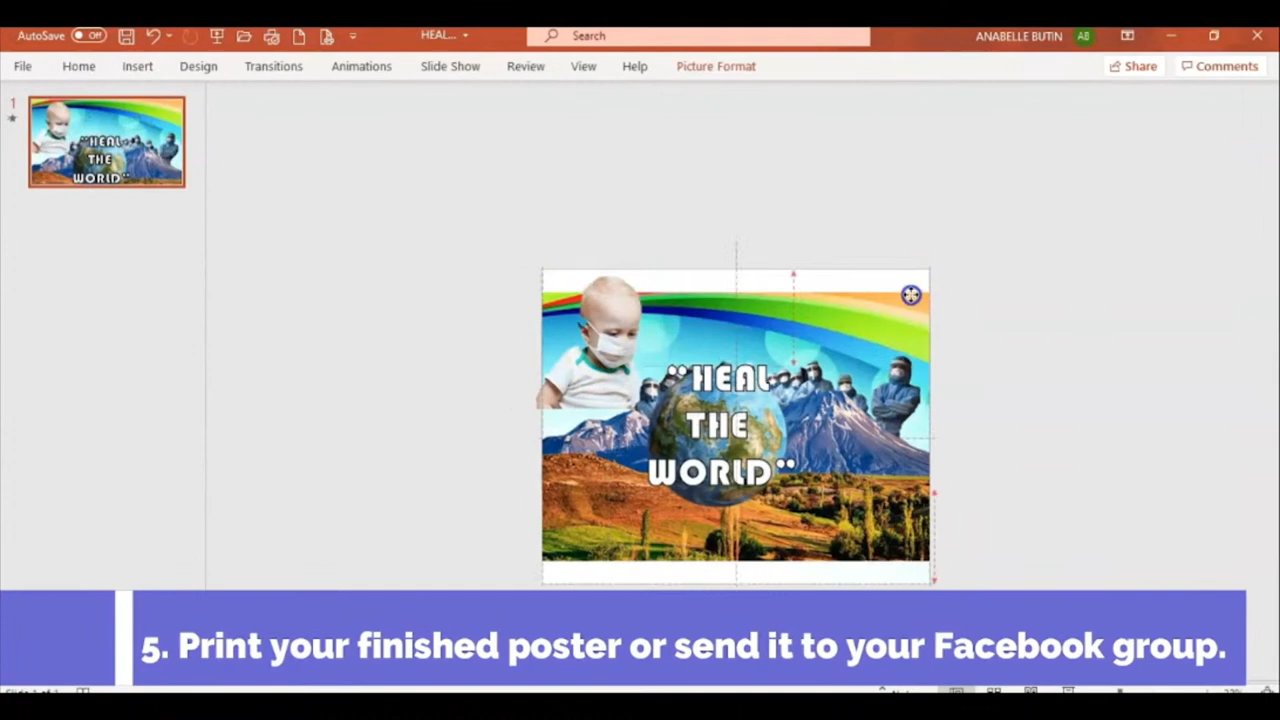 AutoSave Off HEAL... Search ANABELLE BUTIN AB
File Home Insert Design Transitions Animations Slide Show Review View Help Picture Format Share Comments
1
"HEAL
THE
WORLD"
"HEAL
THE
WORLD"
5. Print your finished poster or send it to your Facebook group.